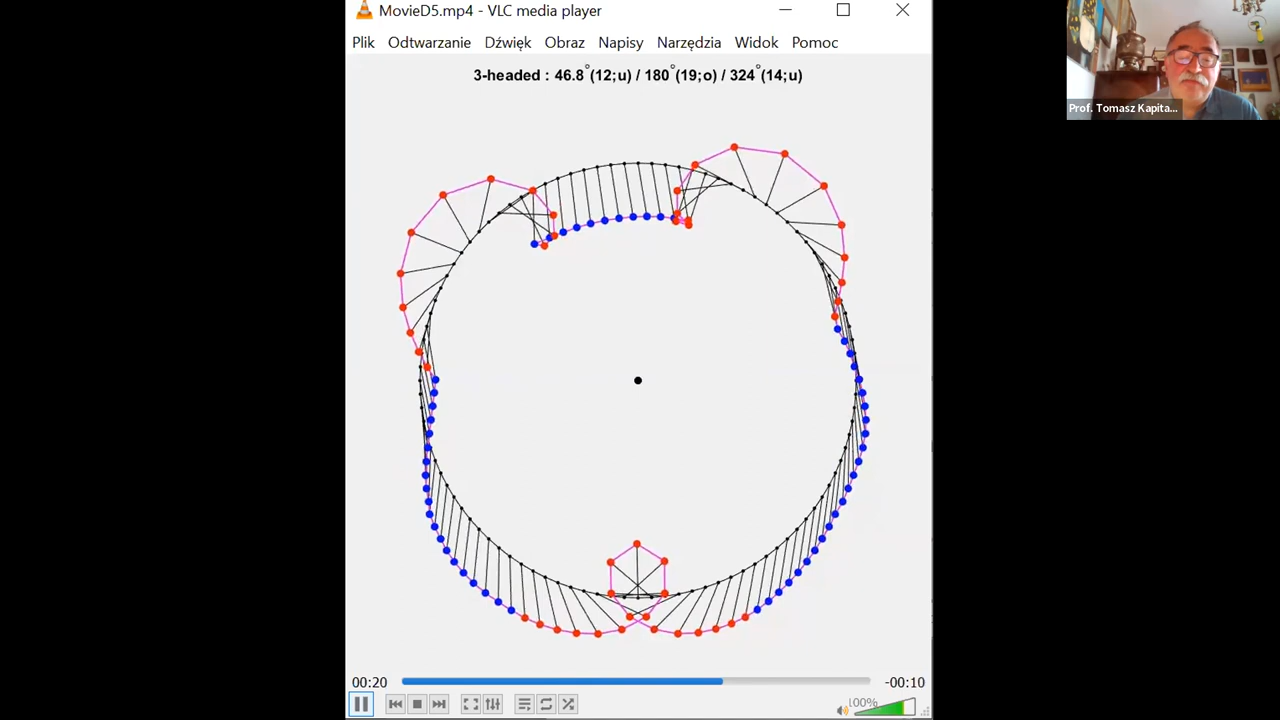 MovieD5.mp4 - VLC media player
Plik Odtwarzanie Dźwięk Obraz Napisy Narzędzia Widok Pomoc
3-headed : 46.8°(12;u) / 180°(19;o) / 324°(14;u)
Prof. Tomasz Kapita...
00:20
-00:10
100%